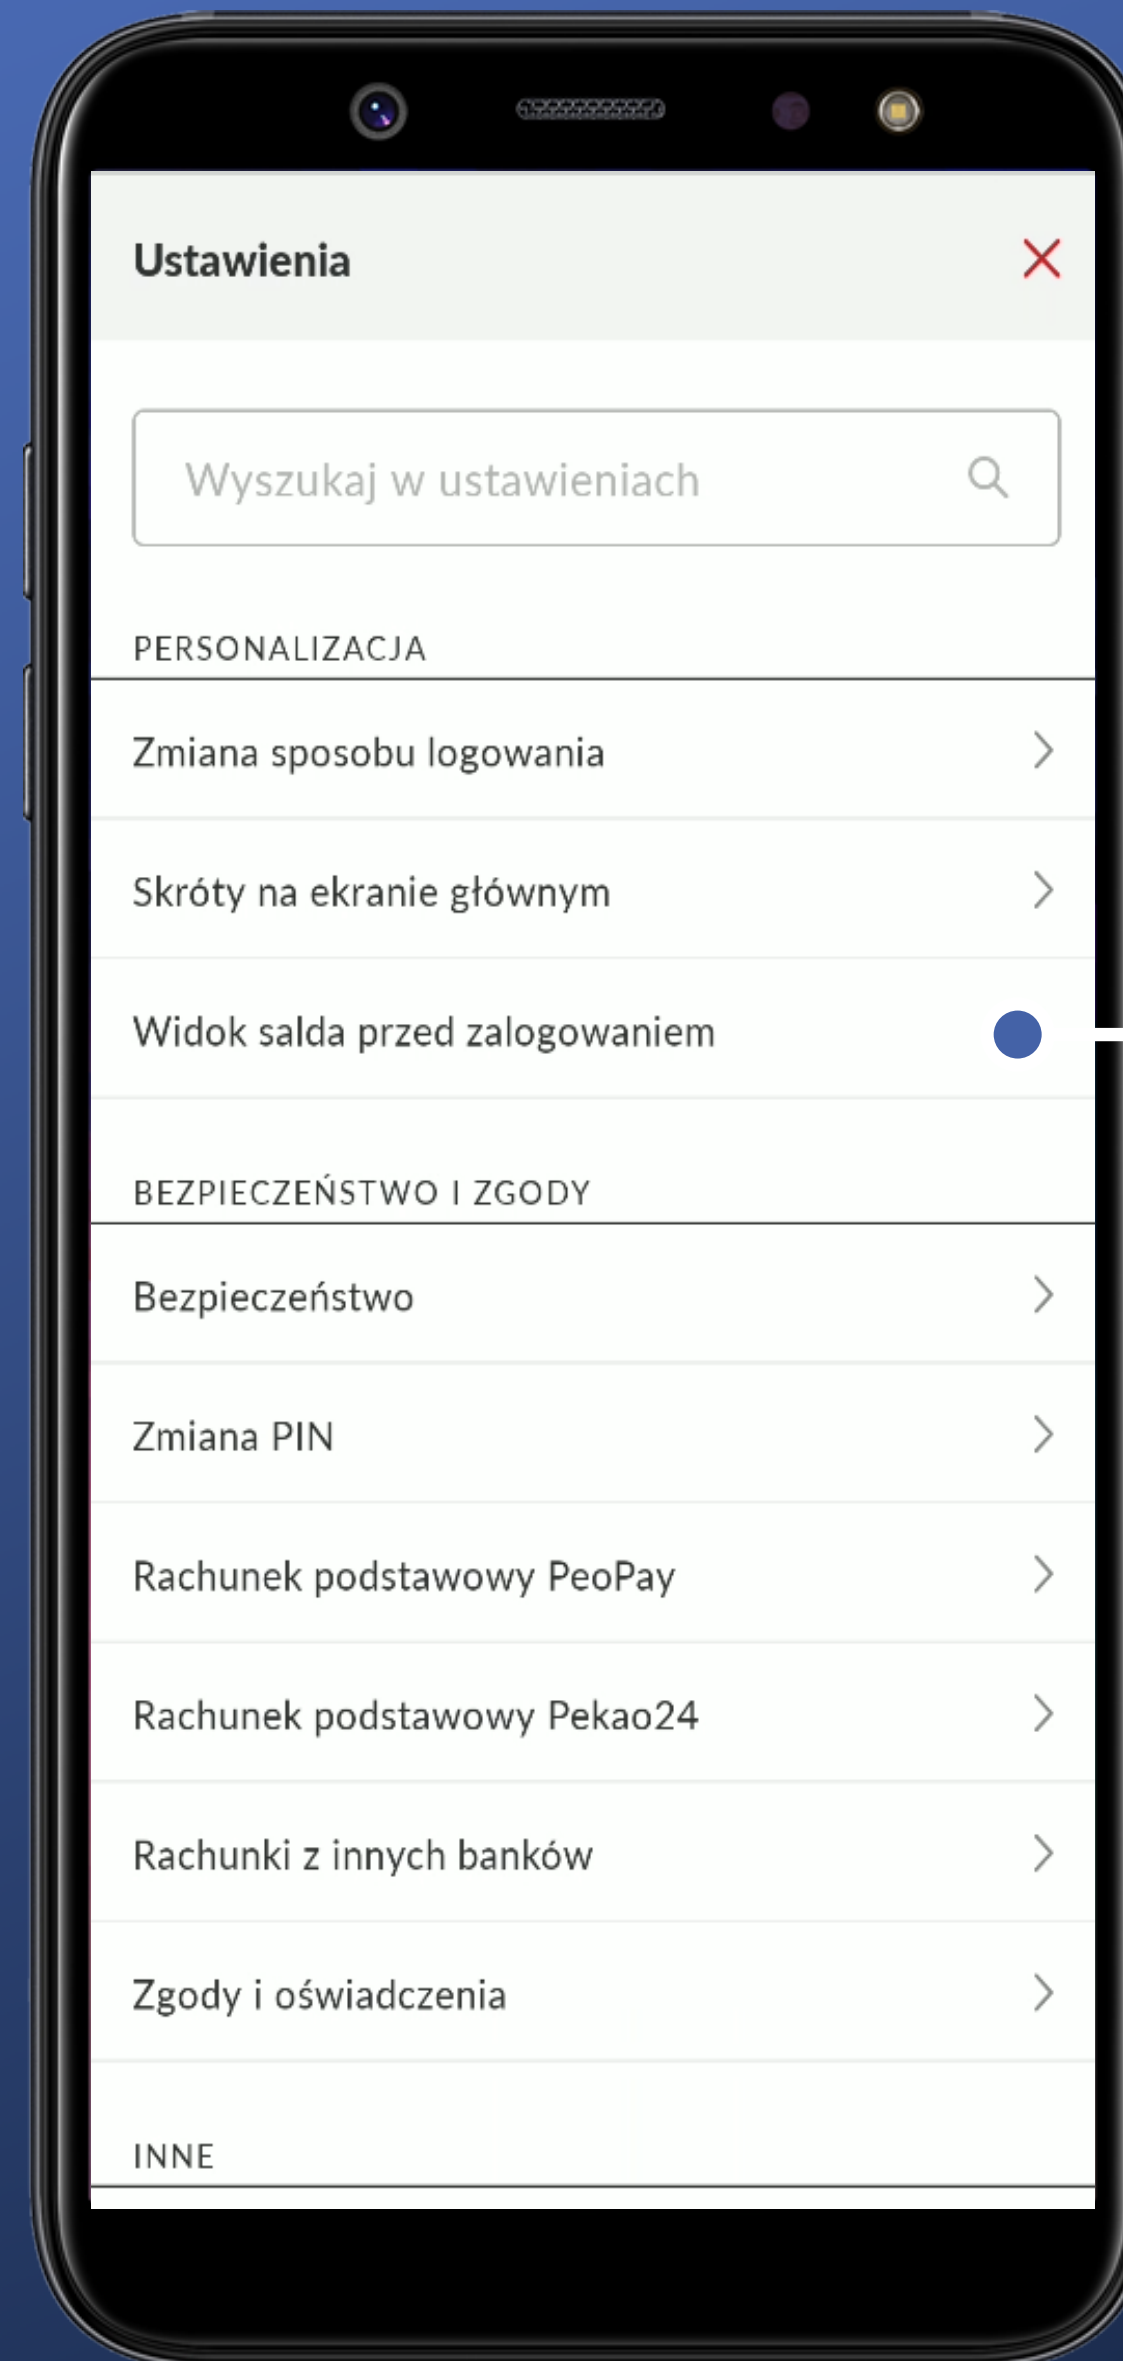 Ustawienia
Wyszukaj w ustawieniach
PERSONALIZACJA
Zmiana sposobu logowania
Skróty na ekranie głównym
Widok salda przed zalogowaniem
BEZPIECZEŃSTWO I ZGODY
Bezpieczeństwo
Zmiana PIN
Rachunek podstawowy PeoPay
Rachunek podstawowy Pekao24
Rachunki z innych banków
Zgody i oświadczenia
INNE